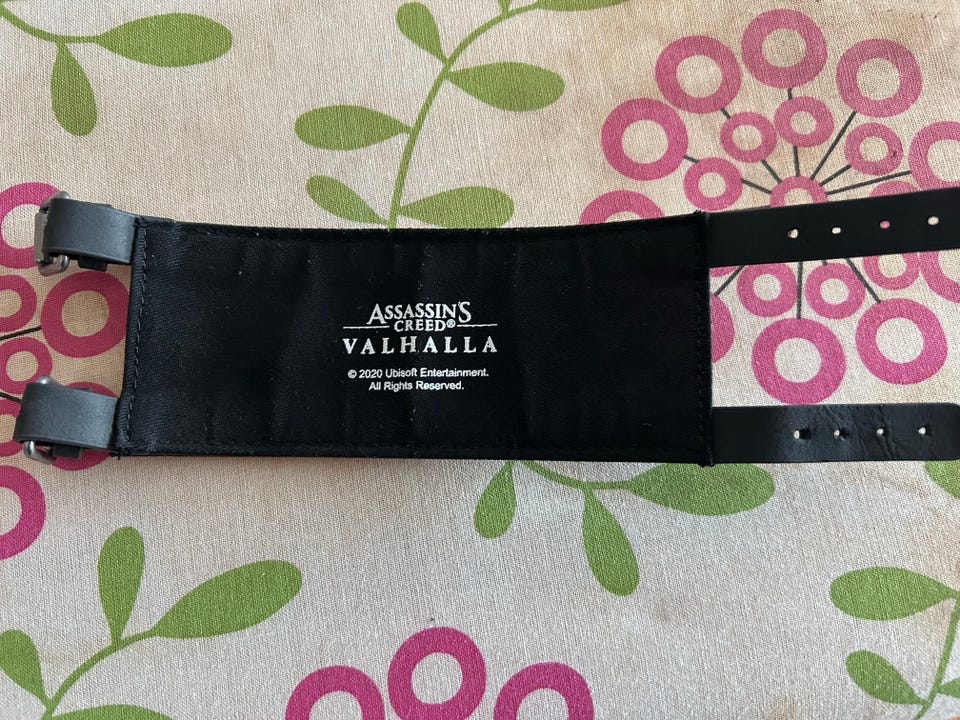 ASSASSIN'S
CREED®
VALHALLA
© 2020 Ubisoft Entertainment.
All Rights Reserved.